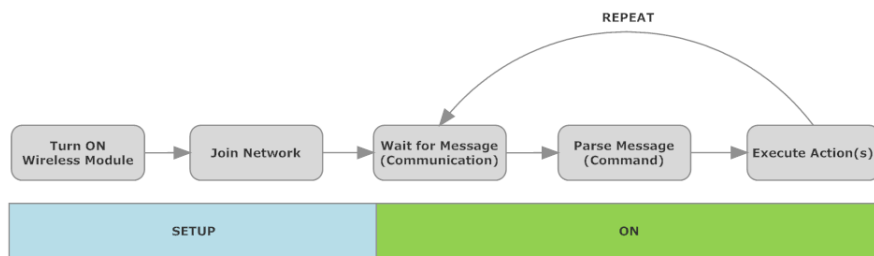 REPEAT
Turn ON
Wireless Module
Join Network
Wait for Message
(Communication)
Parse Message
(Command)
Execute Action(s)
SETUP
ON